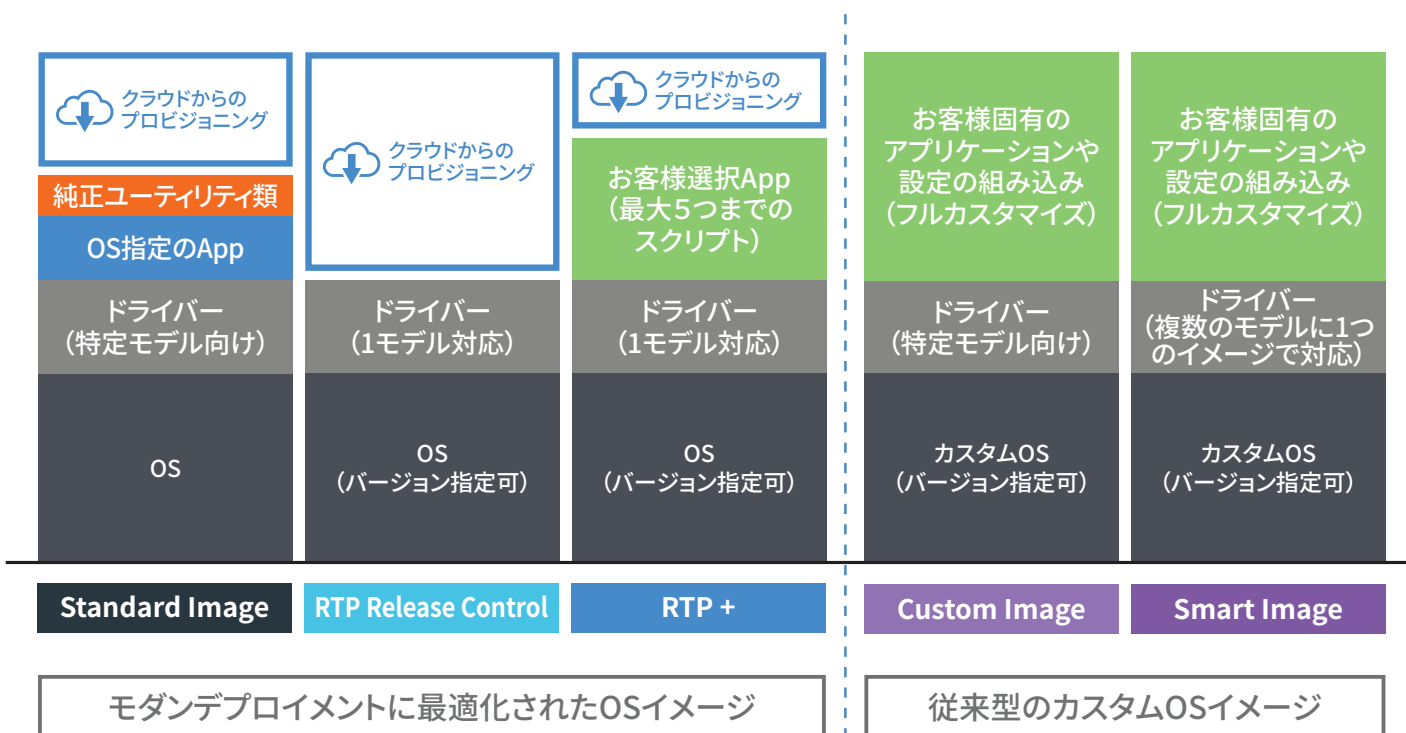 クラウドからの
プロビジョニング
純正ユーティリティ類
OS指定のApp
ドライバー
（特定モデル向け）
OS
Standard Image
クラウドからの
プロビジョニング
ドライバー
（1モデル対応）
OS
（バージョン指定可）
RTP Release Control
クラウドからの
プロビジョニング
お客様選択App
（最大５つまでの
スクリプト）
ドライバー
（1モデル対応）
OS
（バージョン指定可）
RTP +
モダンデプロイメントに最適化されたOSイメージ
お客様固有の
アプリケーションや
設定の組み込み
（フルカスタマイズ）
ドライバー
（特定モデル向け）
カスタムOS
（バージョン指定可）
Custom Image
お客様固有の
アプリケーションや
設定の組み込み
（フルカスタマイズ）
ドライバー
（複数のモデルに1つ
のイメージで対応）
カスタムOS
（バージョン指定可）
Smart Image
従来型のカスタムOSイメージ